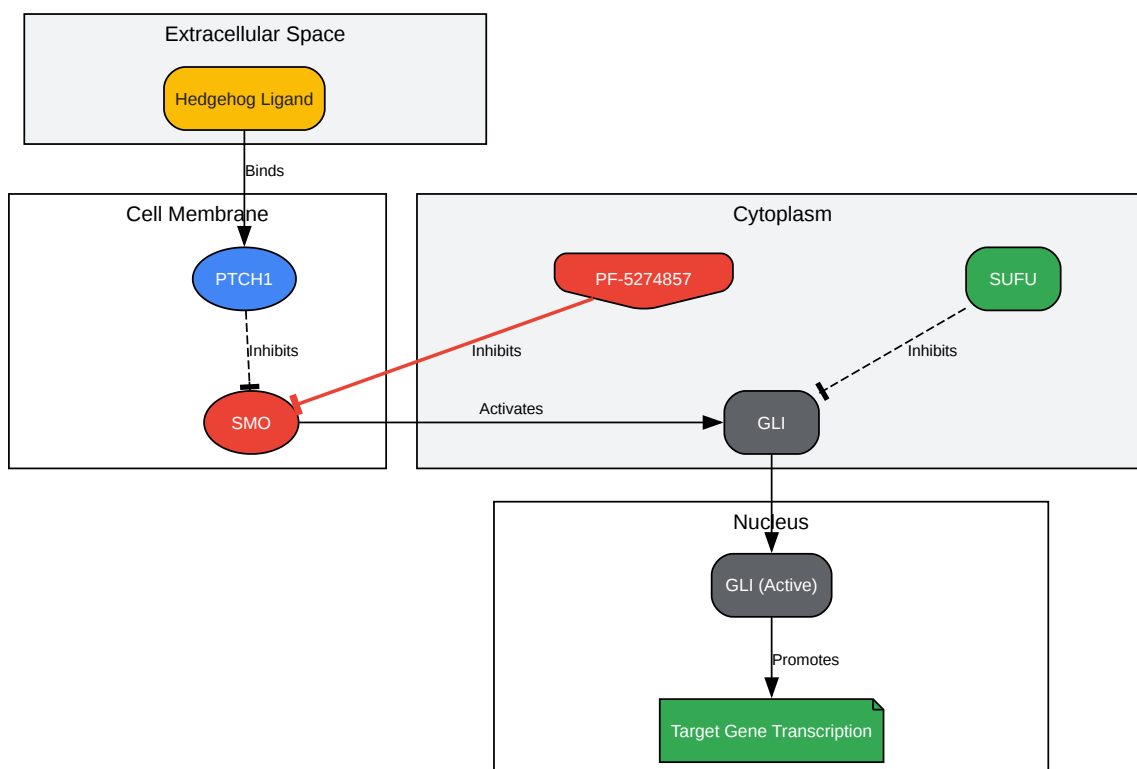 Extracellular Space
Hedgehog Ligand
Binds
Cell Membrane
Cytoplasm
PTCH1
PF-5274857
SUFU
Inhibits
Inhibits
Inhibits
SMO
Activates
GLI
Nucleus
GLI (Active)
Promotes
Target Gene Transcription